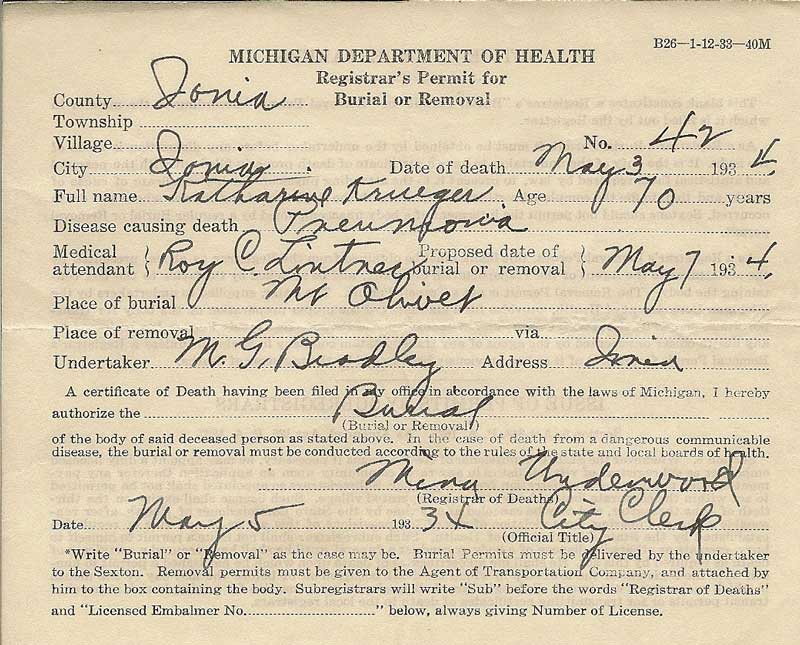 B26—1-12-33—40M
MICHIGAN DEPARTMENT OF HEALTH
Registrar's Permit for
Burial or Removal
County Ionia
Township
Village
No. 42
City Ionia. Date of death May 3 1934.
Full name Katharine Krueger Age 70 years
Disease causing death Pneumonia
Medical attendant } Roy C. Lintner Proposed date of burial or removal } May 7 1934.
Place of burial Mt Olivet
Place of removal via
Undertaker M. G. Bradley Address Ionia
A certificate of Death having been filed in my office in accordance with the laws of Michigan, I hereby
authorize the Burial
(Burial or Removal*)
of the body of said deceased person as stated above. In the case of death from a dangerous communicable
disease, the burial or removal must be conducted according to the rules of the state and local boards of health.
Mina Underwood
(Registrar of Deaths)
Date May 5 193 34 City Clerk
(Official Title)
*Write "Burial" or "Removal" as the case may be. Burial Permits must be delivered by the undertaker
to the Sexton. Removal permits must be given to the Agent of Transportation Company, and attached by
him to the box containing the body. Subregistrars will write "Sub" before the words "Registrar of Deaths"
and "Licensed Embalmer No." below, always giving Number of License.